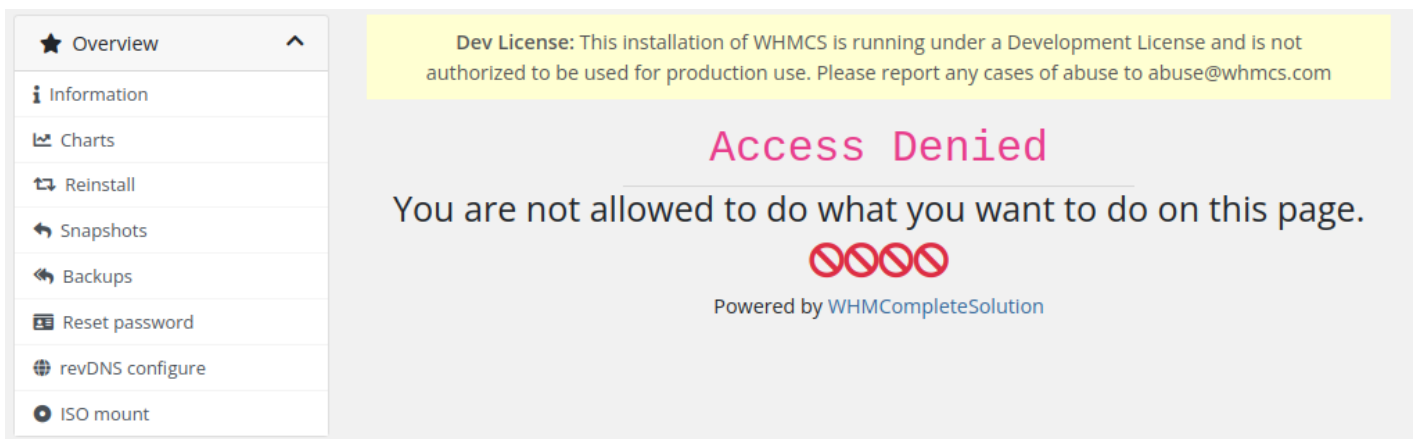 Overview
Information
Charts
Reinstall
Snapshots
Backups
Reset password
revDNS configure
ISO mount
Dev License: This installation of WHMCS is running under a Development License and is not
authorized to be used for production use. Please report any cases of abuse to abuse@whmcs.com
Access Denied
You are not allowed to do what you want to do on this page.
Powered by WHMCompleteSolution